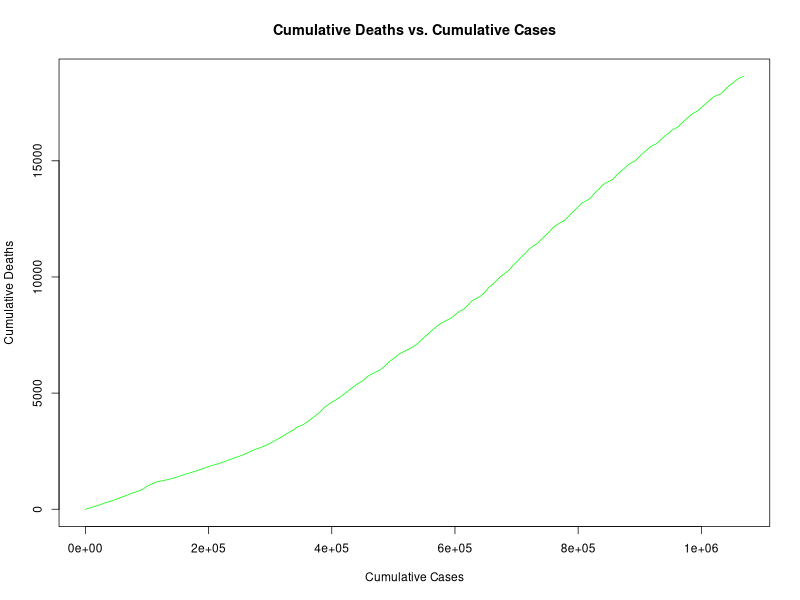 Cumulative Deaths vs. Cumulative Cases
Cumulative Deaths
15000
10000
5000
0
0e+00 2e+05 4e+05 6e+05 8e+05 1e+06
Cumulative Cases